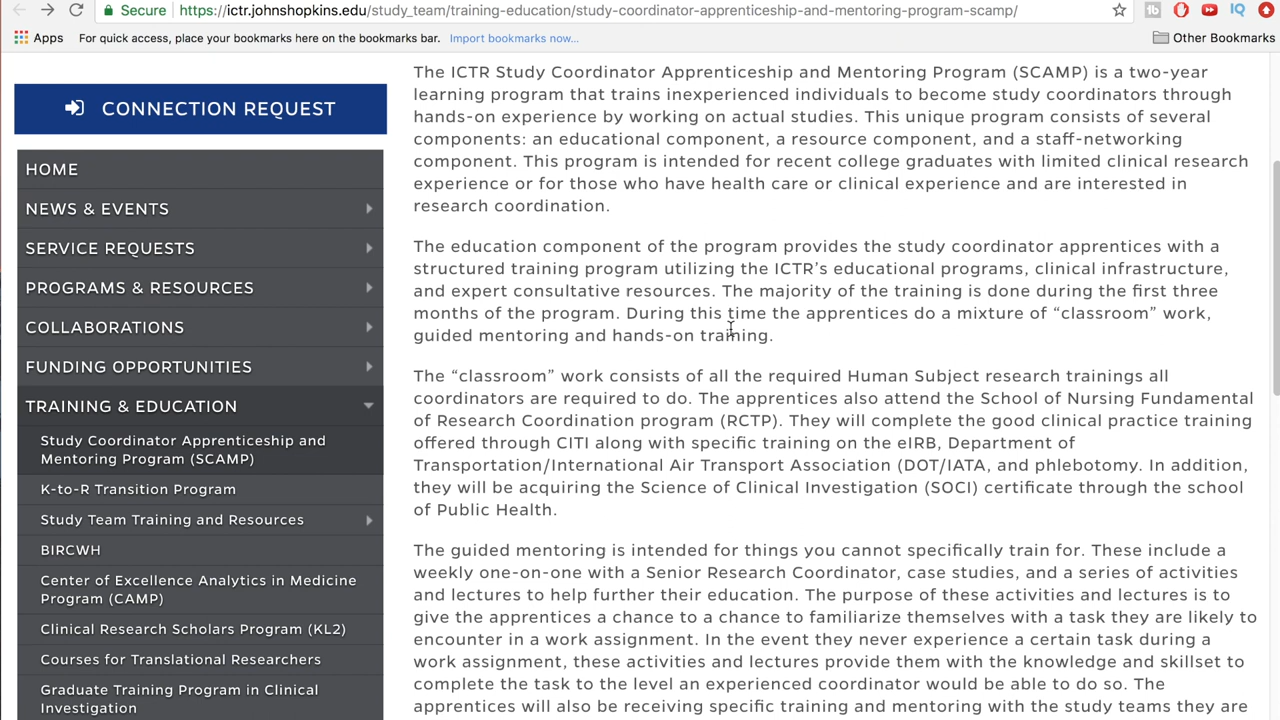 Secure https://ictr.johnshopkins.edu/study_team/training-education/study-coordinator-apprenticeship-and-mentoring-program-scamp/
Apps For quick access, place your bookmarks here on the bookmarks bar. Import bookmarks now... Other Bookmarks
CONNECTION REQUEST
HOME
NEWS & EVENTS
SERVICE REQUESTS
PROGRAMS & RESOURCES
COLLABORATIONS
FUNDING OPPORTUNITIES
TRAINING & EDUCATION
Study Coordinator Apprenticeship and
Mentoring Program (SCAMP)
K-to-R Transition Program
Study Team Training and Resources
BIRCWH
Center of Excellence Analytics in Medicine
Program (CAMP)
Clinical Research Scholars Program (KL2)
Courses for Translational Researchers
Graduate Training Program in Clinical
Investigation
The ICTR Study Coordinator Apprenticeship and Mentoring Program (SCAMP) is a two-year
learning program that trains inexperienced individuals to become study coordinators through
hands-on experience by working on actual studies. This unique program consists of several
components: an educational component, a resource component, and a staff-networking
component. This program is intended for recent college graduates with limited clinical research
experience or for those who have health care or clinical experience and are interested in
research coordination.
The education component of the program provides the study coordinator apprentices with a
structured training program utilizing the ICTR’s educational programs, clinical infrastructure,
and expert consultative resources. The majority of the training is done during the first three
months of the program. During this time the apprentices do a mixture of “classroom” work,
guided mentoring and hands-on training.
The “classroom” work consists of all the required Human Subject research trainings all
coordinators are required to do. The apprentices also attend the School of Nursing Fundamental
of Research Coordination program (RCTP). They will complete the good clinical practice training
offered through CITI along with specific training on the eIRB, Department of
Transportation/International Air Transport Association (DOT/IATA, and phlebotomy. In addition,
they will be acquiring the Science of Clinical Investigation (SOCI) certificate through the school
of Public Health.
The guided mentoring is intended for things you cannot specifically train for. These include a
weekly one-on-one with a Senior Research Coordinator, case studies, and a series of activities
and lectures to help further their education. The purpose of these activities and lectures is to
give the apprentices a chance to a chance to familiarize themselves with a task they are likely to
encounter in a work assignment. In the event they never experience a certain task during a
work assignment, these activities and lectures provide them with the knowledge and skillset to
complete the task to the level an experienced coordinator would be able to do so. The
apprentices will also be receiving specific training and mentoring with the study teams they are